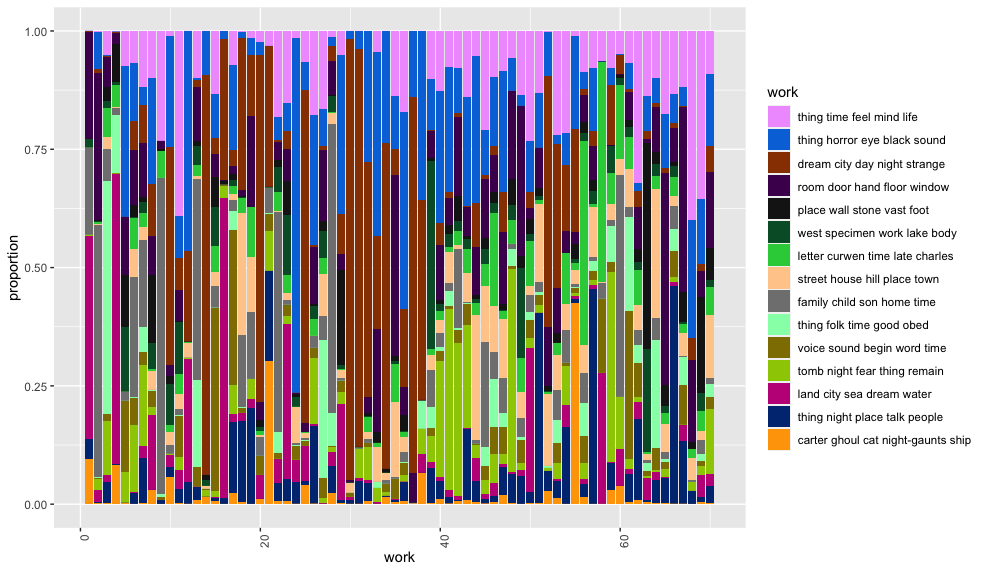 1.00
0.75
0.50
0.25
0.00
proportion
0
20
40
60
work
work
thing time feel mind life
thing horror eye black sound
dream city day night strange
room door hand floor window
place wall stone vast foot
west specimen work lake body
letter curwen time late charles
street house hill place town
family child son home time
thing folk time good obed
voice sound begin word time
tomb night fear thing remain
land city sea dream water
thing night place talk people
carter ghoul cat night-gaunts ship